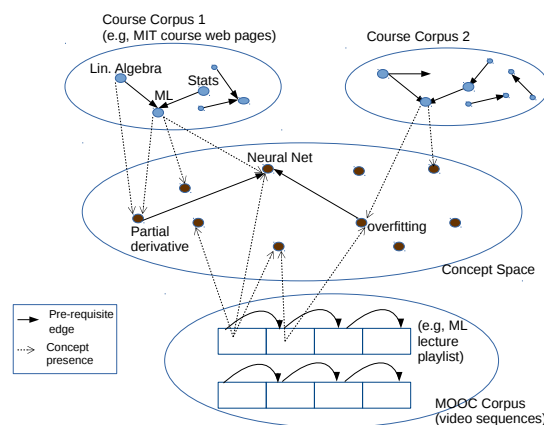 Course Corpus 1
(e.g, MIT course web pages)
Course Corpus 2
Lin. Algebra
Stats
ML
Neural Net
Partial
derivative
overfitting
Concept Space
Pre-requisite
edge
Concept
presence
(e.g, ML
lecture
playlist)
MOOC Corpus
(video sequences)